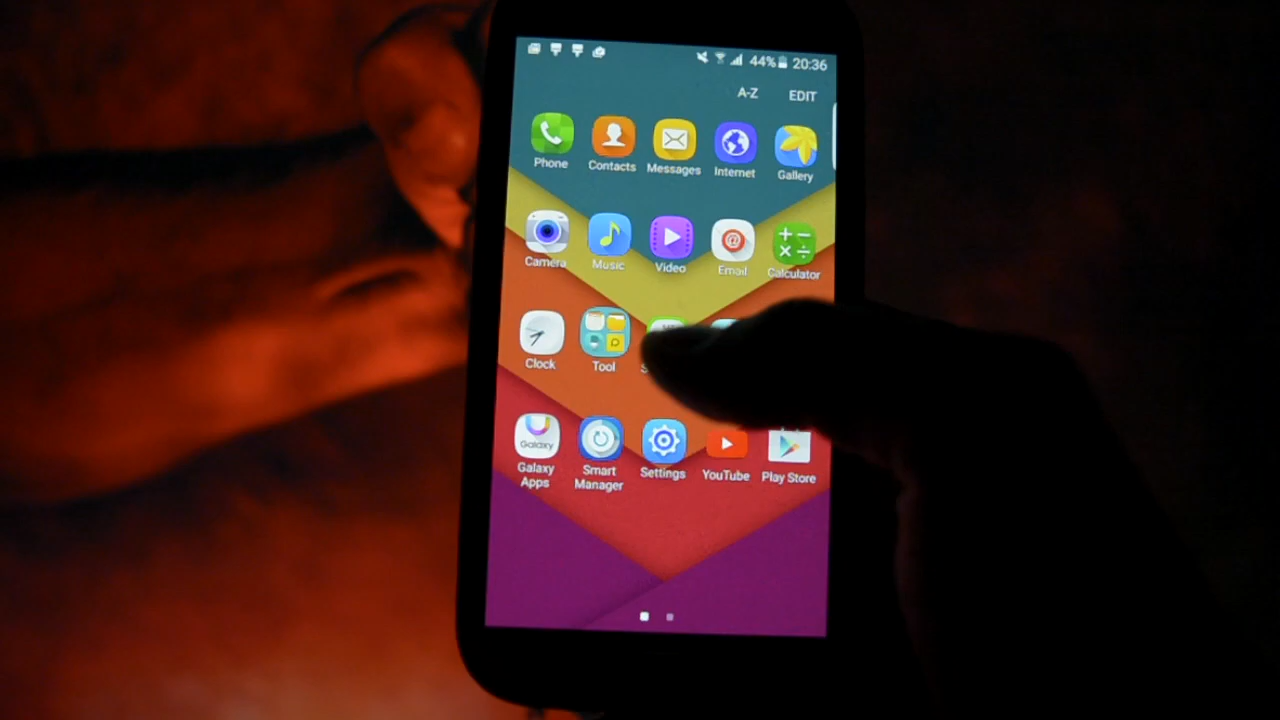 44% 20:36
A-Z EDIT
Phone Contacts Messages Internet Gallery
Camera Music Video Email Calculator
Clock Tool
Galaxy
Galaxy Apps Smart Manager Settings YouTube Play Store